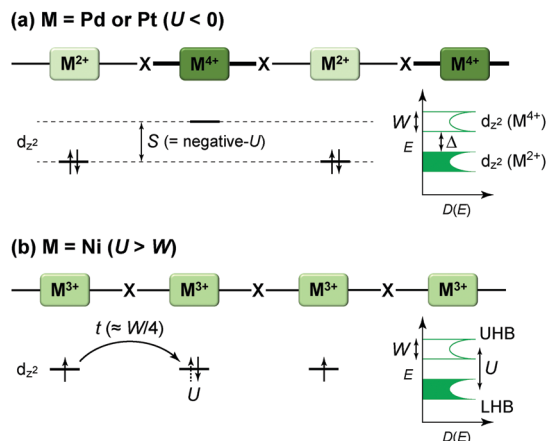 (a) M = Pd or Pt (U < 0)
M2+ X M4+ X M2+ X M4+
dz2
S (= negative-U)
W
E
Δ
dz2 (M4+)
dz2 (M2+)
D(E)
(b) M = Ni (U > W)
M3+ X M3+ X M3+ X M3+
t (≈ W/4)
dz2
U
W
E
UHB
U
LHB
D(E)